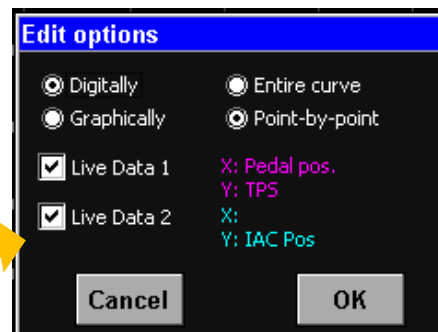 Edit options
Digitally Entire curve
Graphically Point-by-point
Live Data 1 X: Pedal pos.
Y: TPS
Live Data 2 X:
Y: IAC Pos
Cancel OK